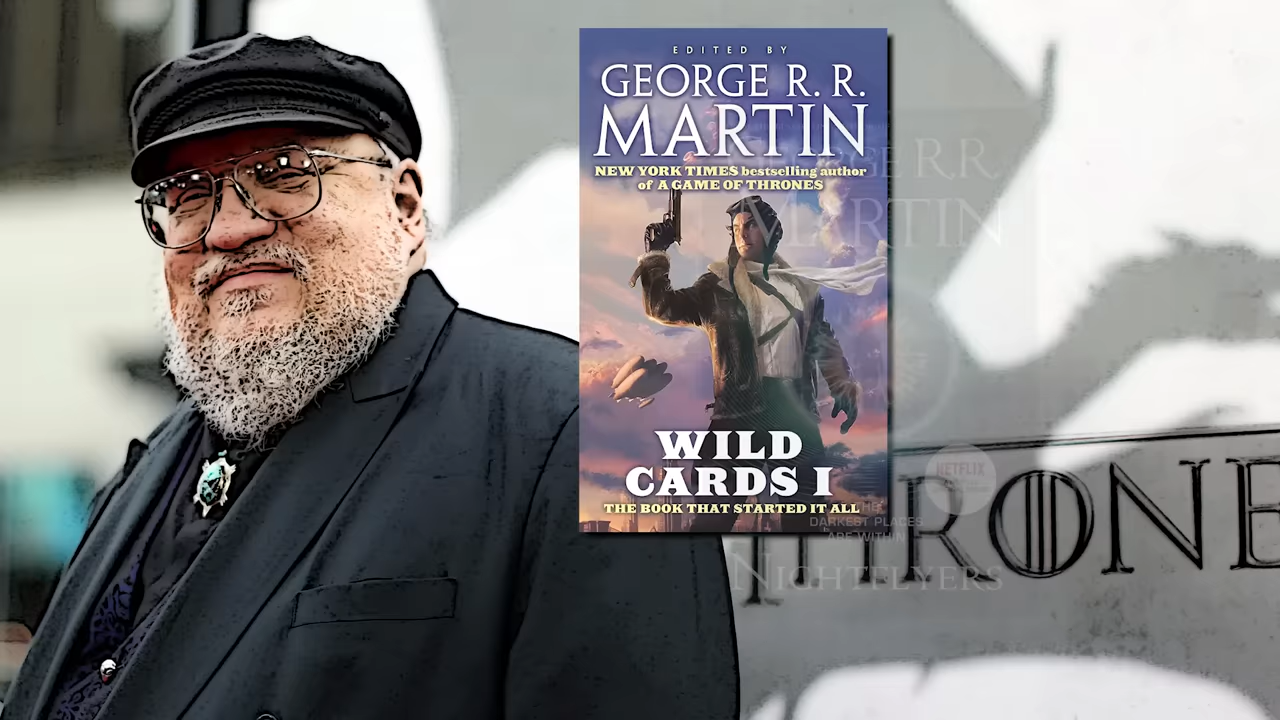 EDITED BY
GEORGE R. R.
MARTIN
NEW YORK TIMES bestselling author
of A GAME OF THRONES
WILD
CARDS I
THE BOOK THAT STARTED IT ALL
GEORGE R.R.
MARTIN
NETFLIX
DARKEST PLACES
ARE WITHIN
NIGHTFLYERS
THRONE